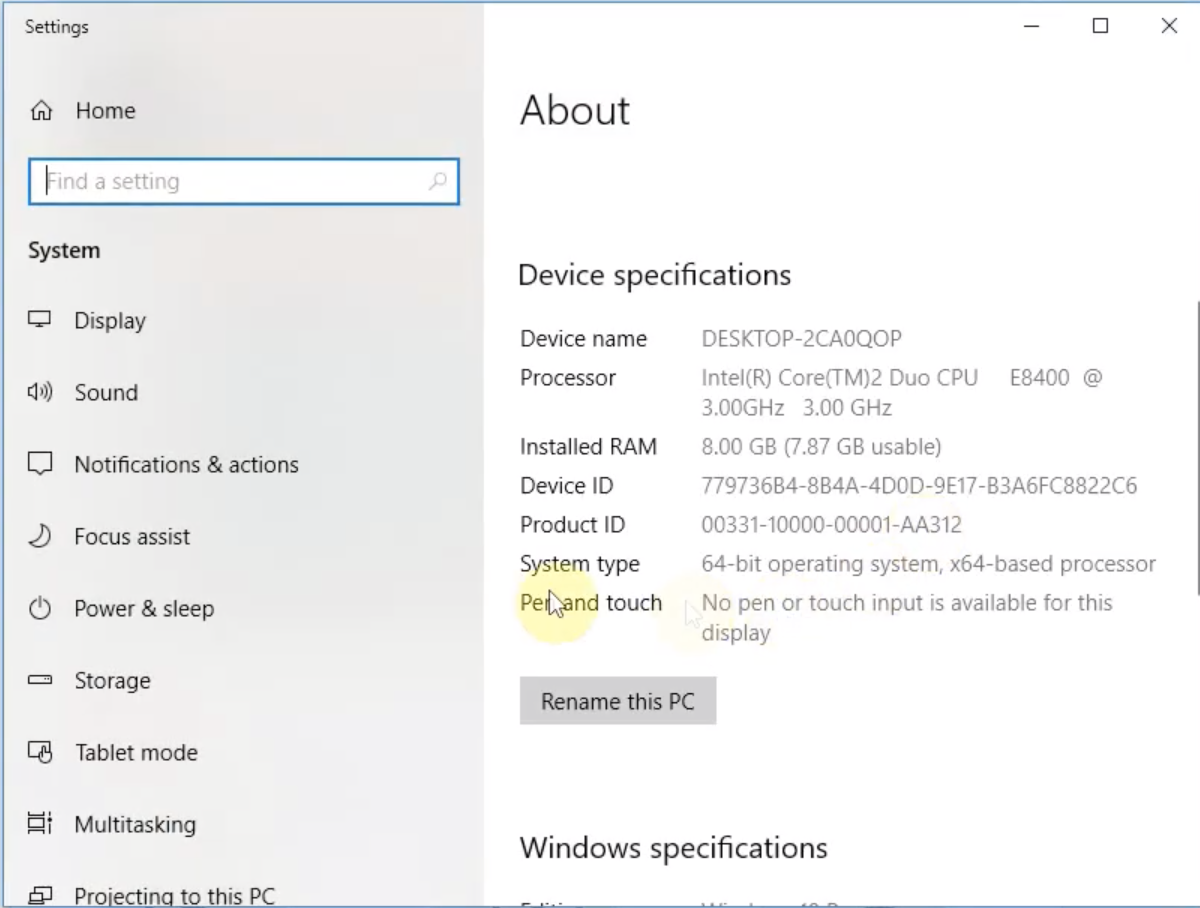 Settings
Home
Find a setting
System
Display
Sound
Notifications & actions
Focus assist
Power & sleep
Storage
Tablet mode
Multitasking
Projecting to this PC
About
Device specifications
Device name DESKTOP-2CA0QOP
Processor Intel(R) Core(TM)2 Duo CPU E8400 @
3.00GHz 3.00 GHz
Installed RAM 8.00 GB (7.87 GB usable)
Device ID 779736B4-8B4A-4D0D-9E17-B3A6FC8822C6
Product ID 00331-10000-00001-AA312
System type 64-bit operating system, x64-based processor
Pen and touch No pen or touch input is available for this
display
Rename this PC
Windows specifications